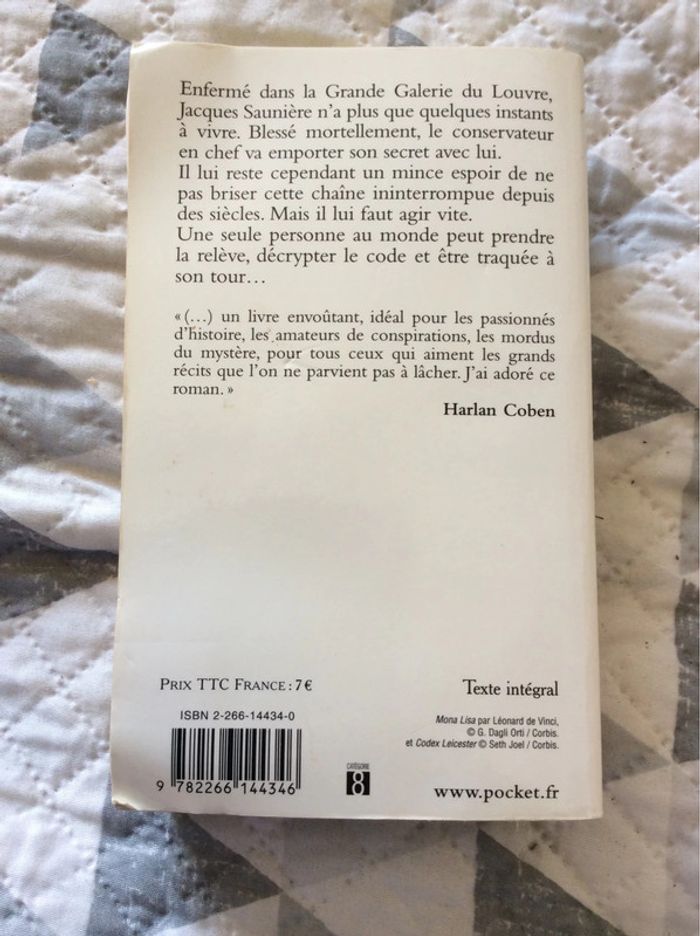 Enfermé dans la Grande Galerie du Louvre,
Jacques Saunière n'a plus que quelques instants
à vivre. Blessé mortellement, le conservateur
en chef va emporter son secret avec lui.
Il lui reste cependant un mince espoir de ne
pas briser cette chaîne ininterrompue depuis
des siècles. Mais il lui faut agir vite.
Une seule personne au monde peut prendre
la relève, décrypter le code et être traquée à
son tour…
« (…) un livre envoûtant, idéal pour les passionnés
d'histoire, les amateurs de conspirations, les mordus
du mystère, pour tous ceux qui aiment les grands
récits que l'on ne parvient pas à lâcher. J'ai adoré ce
roman. »
Harlan Coben
PRIX TTC FRANCE : 7 €
ISBN 2-266-14434-0
9 782266 144346
CATÉGORIE
8
Texte intégral
Mona Lisa par Léonard de Vinci,
© G. Dagli Orti / Corbis.
et Codex Leicester © Seth Joel / Corbis.
www.pocket.fr